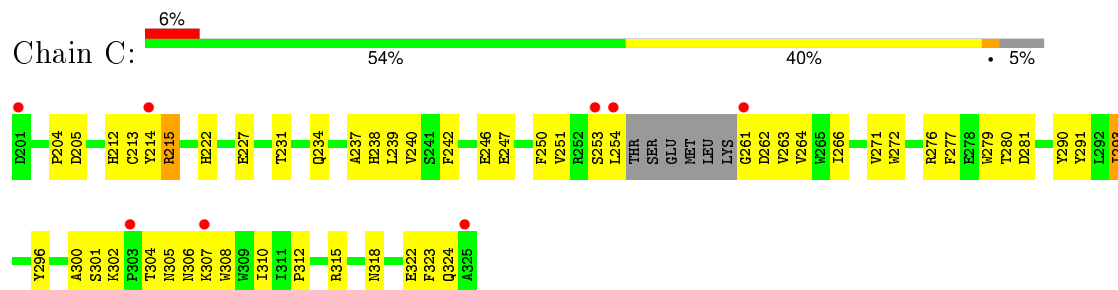 6%
Chain C:
54% 40% • 5%
D201 P204 D205 H212 C213 Y214 R215 H222 E227 T231 Q234 A237 H238 L239 V240 S241 F242 E246 E247 F250 V251 R252 S253 L254 THR SER GLU MET LEU LYS G261 D262 V263 V264 W265 I266 V271 W272 R276 F277 E278 W279 T280 D281 Y290 Y291 L292
Y296 A300 S301 K302 P303 T304 N305 N306 K307 W308 W309 I310 I311 P312 R315 N318 E322 F323 Q324 A325